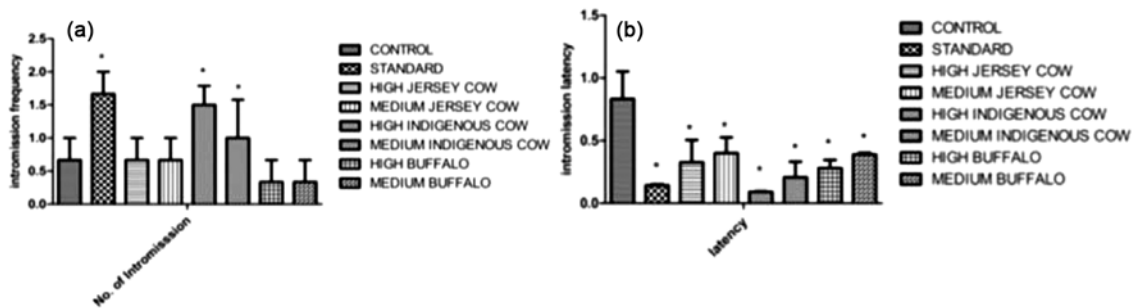 (a)
intromission frequency
2.5
2.0
1.5
1.0
0.5
0.0
*
*
*
No. of Intromisssion
CONTROL
STANDARD
HIGH JERSEY COW
MEDIUM JERSEY COW
HIGH INDIGENOUS COW
MEDIUM INDIGENOUS COW
HIGH BUFFALO
MEDIUM BUFFALO
(b)
intromission latency
1.5
1.0
0.5
0.0
*
*
*
*
*
*
*
latency
CONTROL
STANDARD
HIGH JERSEY COW
MEDIUM JERSEY COW
HIGH INDIGENOUS COW
MEDIUM INDIGENOUS COW
HIGH BUFFALO
MEDIUM BUFFALO